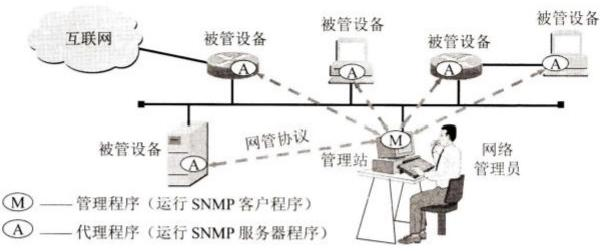 互联网
被管设备
A
被管设备
A
被管设备
A
被管设备
A
被管设备
A
网管协议
M
管理站
网络
管理员
M ——管理程序（运行 SNMP 客户程序）
A ——代理程序（运行 SNMP 服务器程序）